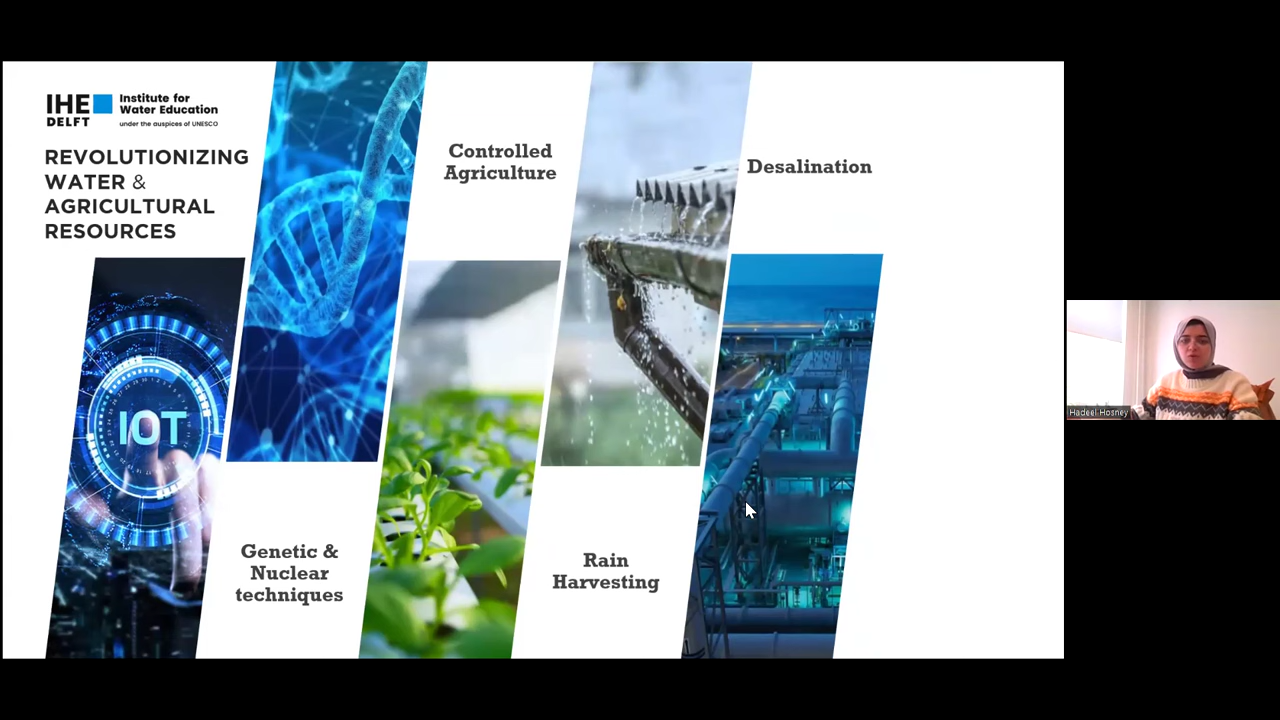 IHE
DELFT
Institute for
Water Education
under the auspices of UNESCO
REVOLUTIONIZING
WATER &
AGRICULTURAL
RESOURCES
IOT
Genetic &
Nuclear
techniques
Controlled
Agriculture
Rain
Harvesting
Desalination
Hadeel Hosney